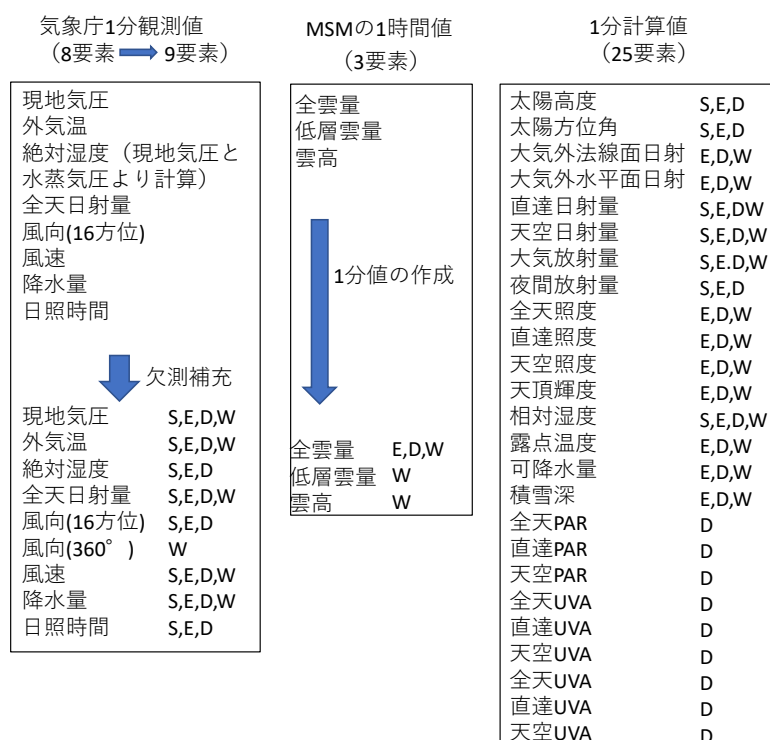 気象庁1分観測値
(8要素 9要素)
現地気圧
外気温
絶対湿度(現地気圧と
水蒸気圧より計算)
全天日射量
風向(16方位)
風速
降水量
日照時間
欠測補充
現地気圧 S,E,D,W
外気温 S,E,D,W
絶対湿度 S,E,D
全天日射量 S,E,D,W
風向(16方位) S,E,D
風向(360°) W
風速 S,E,D,W
降水量 S,E,D,W
日照時間 S,E,D
MSMの1時間値
(3要素)
全雲量
低層雲量
雲高
1分値の作成
全雲量 E,D,W
低層雲量 W
雲高 W
1分計算値
(25要素)
太陽高度 S,E,D
太陽方位角 S,E,D
大気外法線面日射 E,D,W
大気外水平面日射 E,D,W
直達日射量 S,E,DW
天空日射量 S,E,D,W
大気放射量 S,E.D,W
夜間放射量 S,E,D
全天照度 E,D,W
直達照度 E,D,W
天空照度 E,D,W
天頂輝度 E,D,W
相対湿度 S,E,D,W
露点温度 E,D,W
可降水量 E,D,W
積雪深 E,D,W
全天PAR D
直達PAR D
天空PAR D
全天UVA D
直達UVA D
天空UVA D
全天UVA D
直達UVA D
天空UVA D